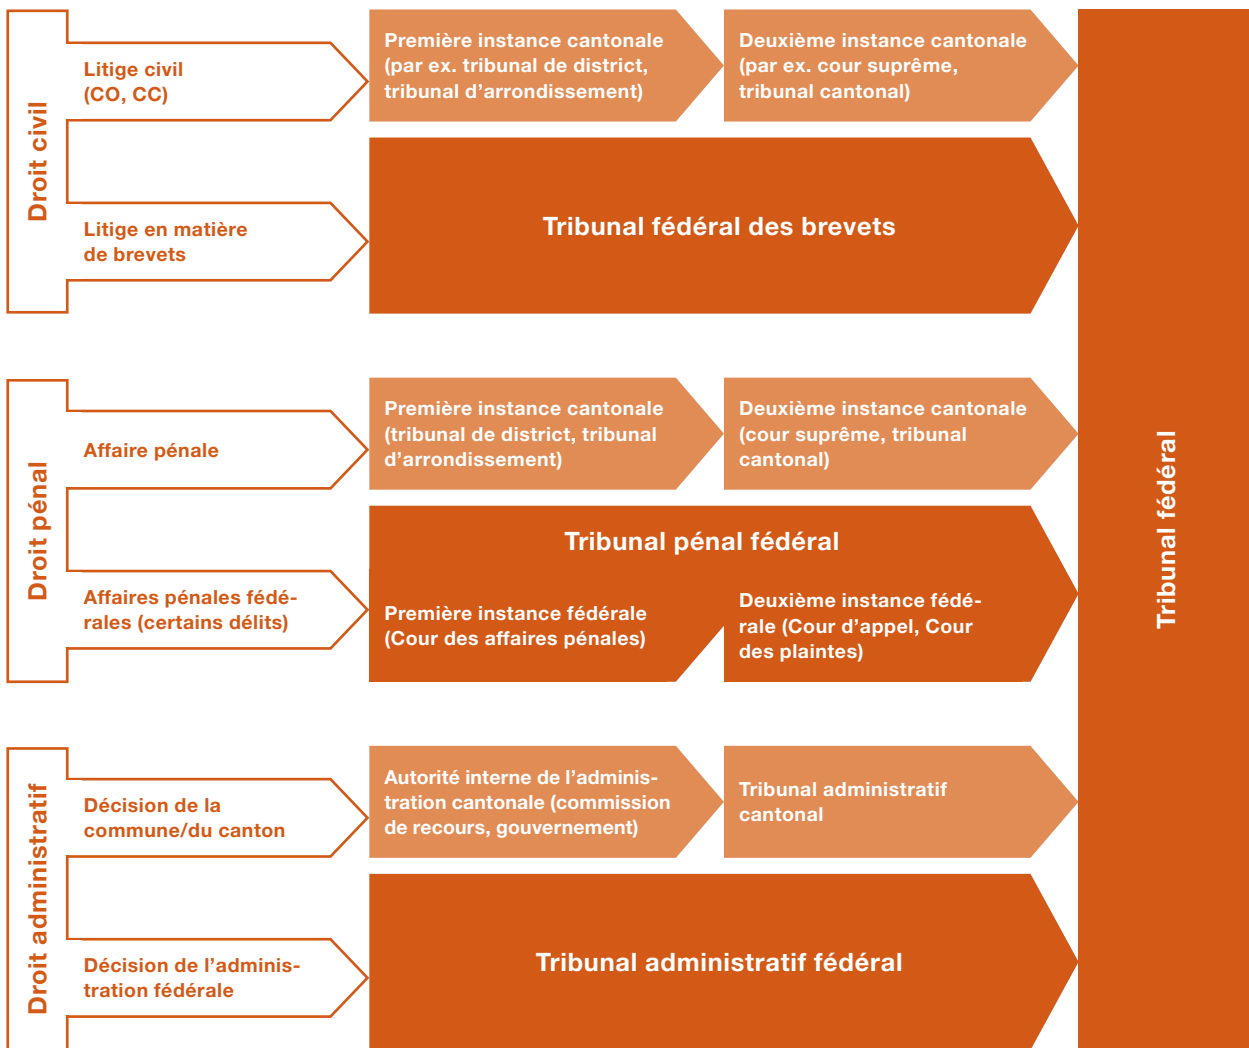 Droit civil
Litige civil
(CO, CC)
Première instance cantonale
(par ex. tribunal de district,
tribunal d’arrondissement)
Deuxième instance cantonale
(par ex. cour suprême,
tribunal cantonal)
Litige en matière
de brevets
Tribunal fédéral des brevets
Droit pénal
Affaire pénale
Première instance cantonale
(tribunal de district, tribunal
d’arrondissement)
Deuxième instance cantonale
(cour suprême, tribunal
cantonal)
Affaires pénales fédé-
rales (certains délits)
Tribunal pénal fédéral
Première instance fédérale
(Cour des affaires pénales)
Deuxième instance fédé-
rale (Cour d’appel, Cour
des plaintes)
Droit administratif
Décision de la
commune/du canton
Autorité interne de l’adminis-
tration cantonale (commission
de recours, gouvernement)
Tribunal administratif
cantonal
Décision de l’adminis-
tration fédérale
Tribunal administratif fédéral
Tribunal fédéral